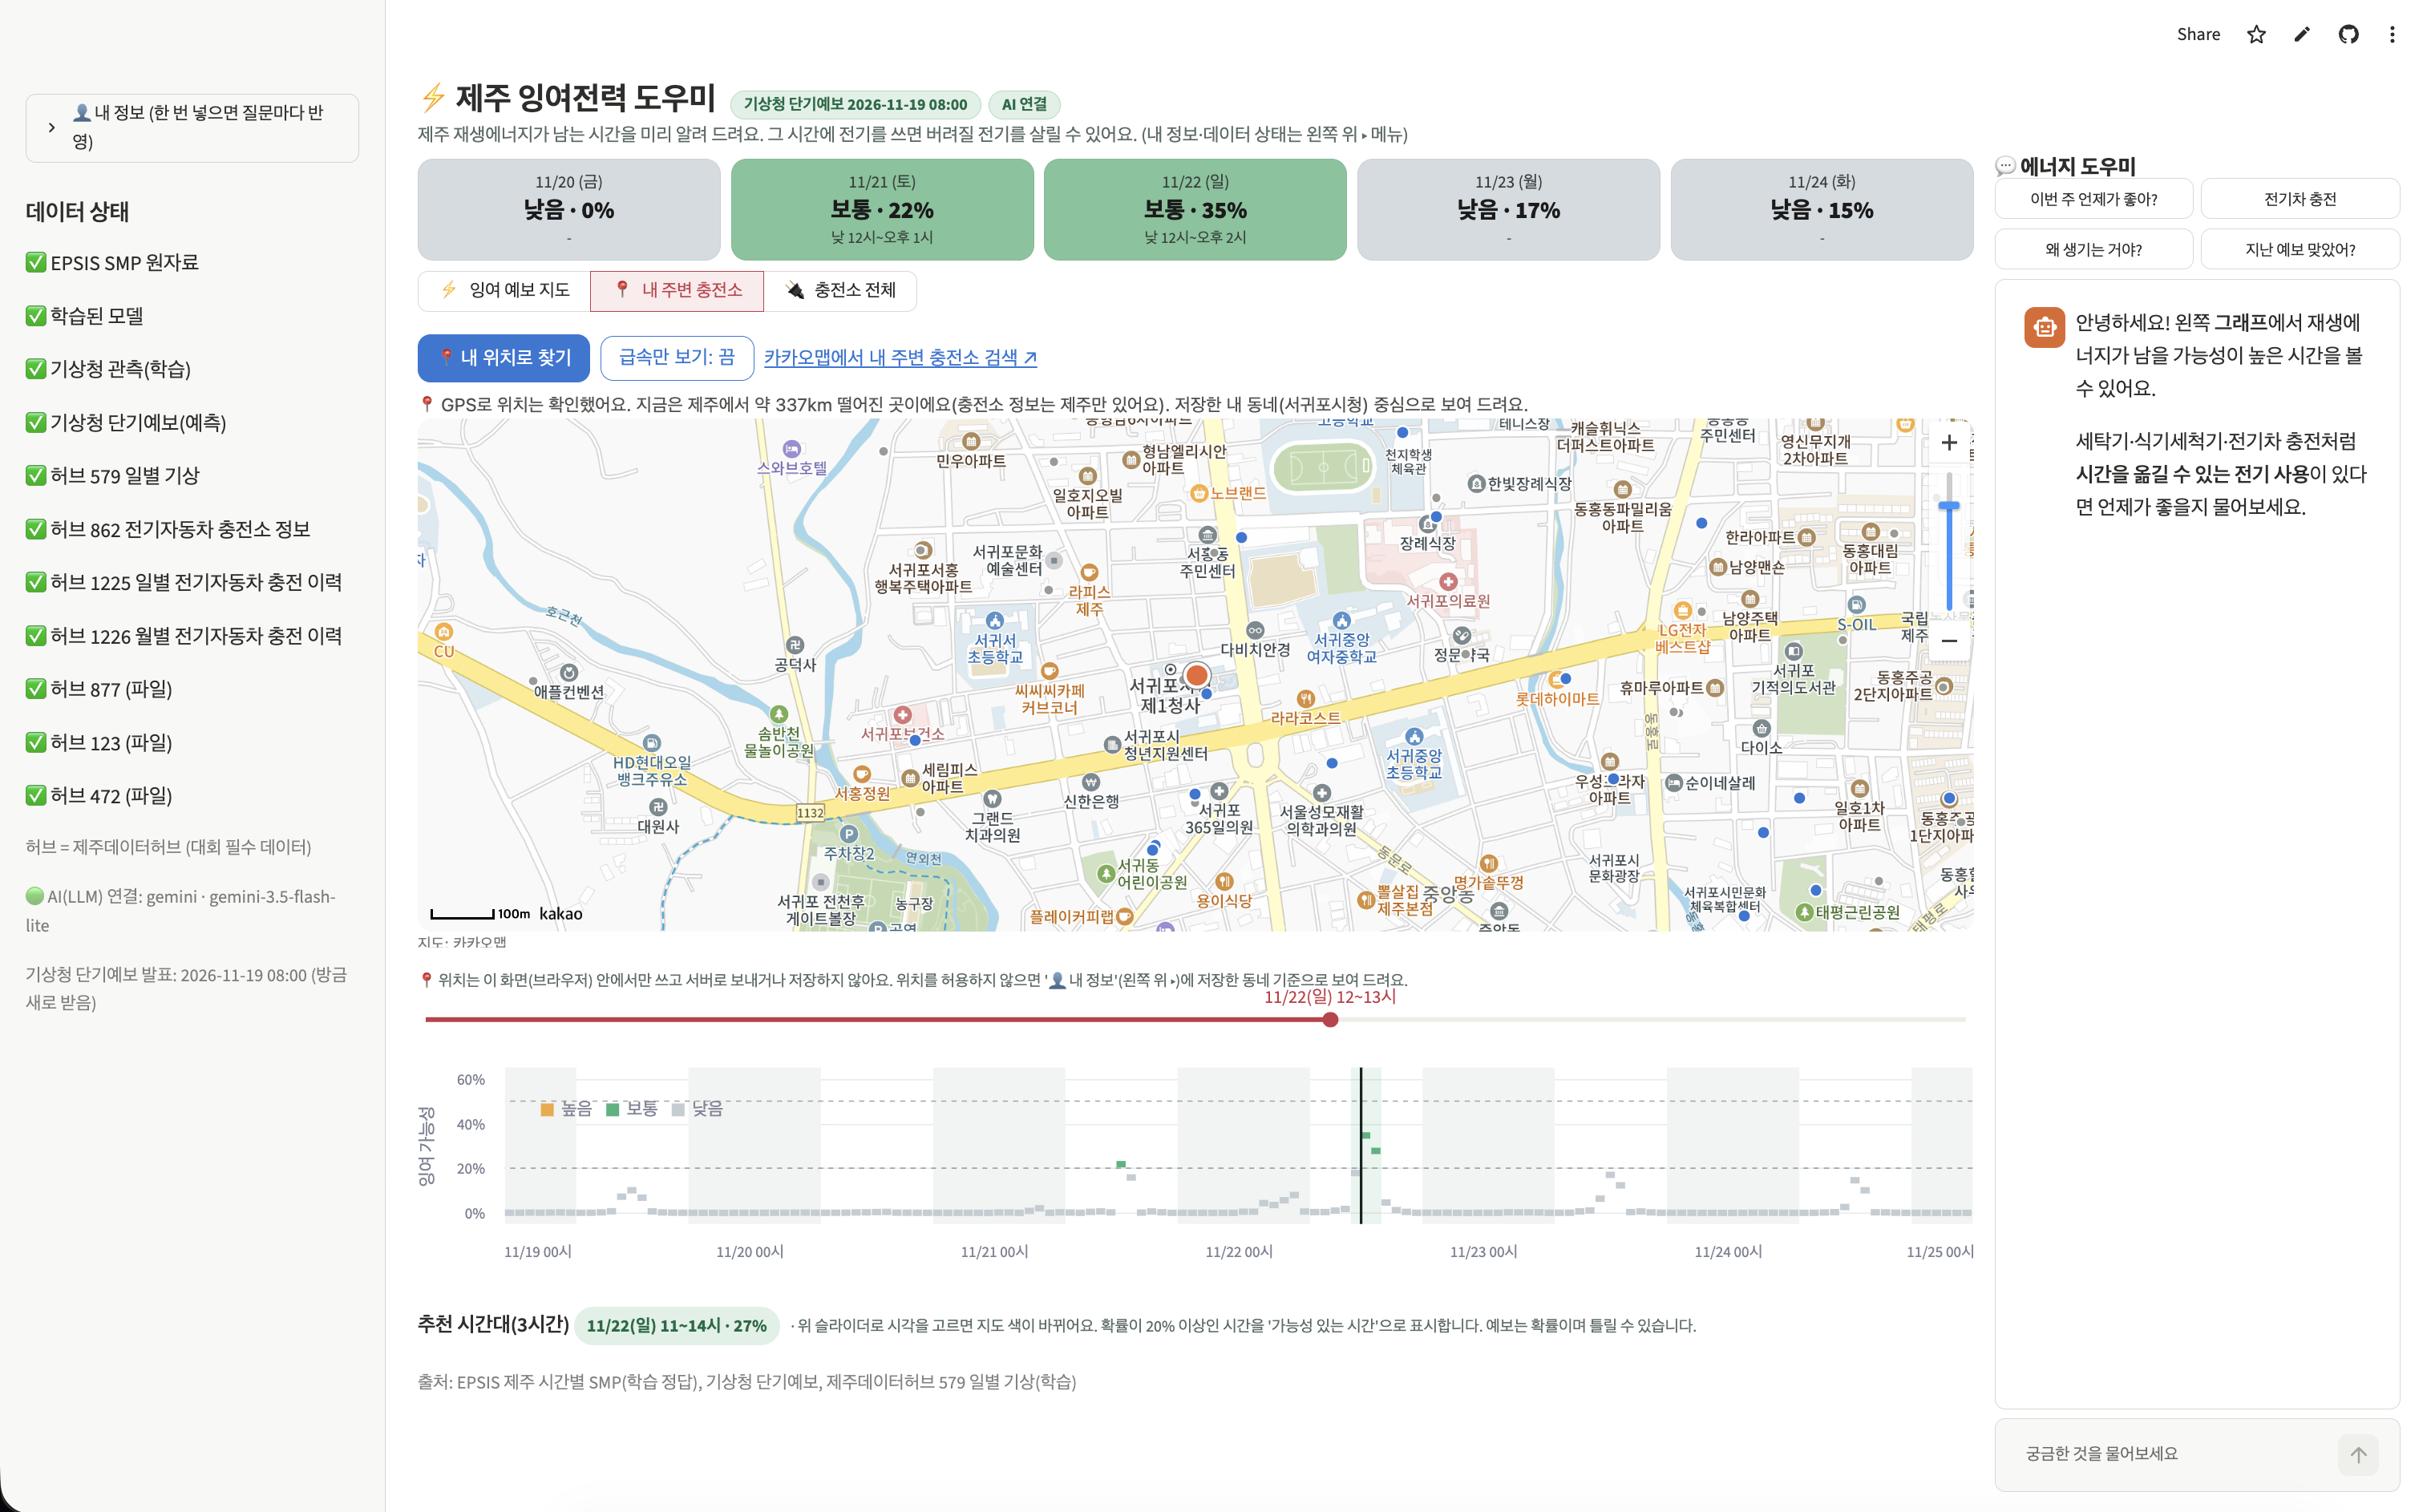 Share
👤 내 정보 (한 번 넣으면 질문마다 반
영)
데이터 상태
✅ EPSIS SMP 원자료
✅ 학습된 모델
✅ 기상청 관측(학습)
✅ 기상청 단기예보(예측)
✅ 허브 579 일별 기상
✅ 허브 862 전기자동차 충전소 정보
✅ 허브 1225 일별 전기자동차 충전 이력
✅ 허브 1226 월별 전기자동차 충전 이력
✅ 허브 877 (파일)
✅ 허브 123 (파일)
✅ 허브 472 (파일)
허브 = 제주데이터허브 (대회 필수 데이터)
🟢 AI(LLM) 연결: gemini · gemini-3.5-flash-
lite
기상청 단기예보 발표: 2026-11-19 08:00 (방금
새로 받음)
⚡ 제주 잉여전력 도우미
기상청 단기예보 2026-11-19 08:00
AI 연결
제주 재생에너지가 남는 시간을 미리 알려 드려요. 그 시간에 전기를 쓰면 버려질 전기를 살릴 수 있어요. (내 정보·데이터 상태는 왼쪽 위 ▸ 메뉴)
11/20 (금)
낮음 · 0%
-
11/21 (토)
보통 · 22%
낮 12시~오후 1시
11/22 (일)
보통 · 35%
낮 12시~오후 2시
11/23 (월)
낮음 · 17%
-
11/24 (화)
낮음 · 15%
-
⚡ 잉여 예보 지도
📍 내 주변 충전소
🔌 충전소 전체
📍 내 위치로 찾기
급속만 보기: 끔
카카오맵에서 내 주변 충전소 검색 ↗
📍 GPS로 위치는 확인했어요. 지금은 제주에서 약 337km 떨어진 곳이에요(충전소 정보는 제주만 있어요). 저장한 내 동네(서귀포시청) 중심으로 보여 드려요.
스와브호텔
민우아파트
형남엘리시안
아파트
일호지오빌
아파트
노브랜드
천지학생
체육관
테니스장
캐슬휘닉스
더퍼스트아파트
주민센터
영신무지개
2차아파트
한빛장례식장
동홍동파밀리움
아파트
장례식장
한라아파트
동홍대림
아파트
남양맨숀
서귀포서홍
행복주택아파트
서귀포문화
예술센터
서홍동
주민센터
라피스
제주
서귀포의료원
호근천
CU
공덕사
서귀서
초등학교
다비치안경
서귀중앙
여자중학교
LG전자
베스트샵
남양주택
아파트
S-OIL
국립
제주
애플컨벤션
씨씨씨카페
커브코너
제1청사
라라코스트
롯데하이마트
휴마루아파트
서귀포
기적의도서관
동홍주공
2단지아파트
솜반천
물놀이공원
서귀포보건소
서귀포시
청년지원센터
서귀중앙
초등학교
동홍로
다이소
HD현대오일
뱅크주유소
서홍정원
세림피스
아파트
신한은행
아파트
순이네살레
대원사
1132
그랜드
치과의원
서귀포
365일의원
서울성모재활
의학과의원
일호1차
아파트
1단지아파
주차장2
연외천
서귀동
어린이공원
동문로
명가솥뚜껑
서귀포시
문화광장
서귀포 전천후
게이트볼장
농구장
용이식당
뽈살집
제주본점
중앙동
서귀포시민문화
체육복합센터
태평근린공원
태평로
플레이커피랩
100m kakao
지도: 카카오맵
📍 위치는 이 화면(브라우저) 안에서만 쓰고 서버로 보내거나 저장하지 않아요. 위치를 허용하지 않으면 '👤 내 정보'(왼쪽 위 ▸)에 저장한 동네 기준으로 보여 드려요.
11/22(일) 12~13시
잉여 가능성
60%
40%
20%
0%
높음 보통 낮음
11/19 00시
11/20 00시
11/21 00시
11/22 00시
11/23 00시
11/24 00시
11/25 00시
추천 시간대(3시간) 11/22(일) 11~14시 · 27% · 위 슬라이더로 시각을 고르면 지도 색이 바뀌어요. 확률이 20% 이상인 시간을 '가능성 있는 시간'으로 표시합니다. 예보는 확률이며 틀릴 수 있습니다.
출처: EPSIS 제주 시간별 SMP(학습 정답), 기상청 단기예보, 제주데이터허브 579 일별 기상(학습)
💬 에너지 도우미
이번 주 언제가 좋아?
전기차 충전
왜 생기는 거야?
지난 예보 맞았어?
안녕하세요! 왼쪽 그래프에서 재생에
너지가 남을 가능성이 높은 시간을 볼
수 있어요.
세탁기·식기세척기·전기차 충전처럼
시간을 옮길 수 있는 전기 사용이 있다
면 언제가 좋을지 물어보세요.
궁금한 것을 물어보세요